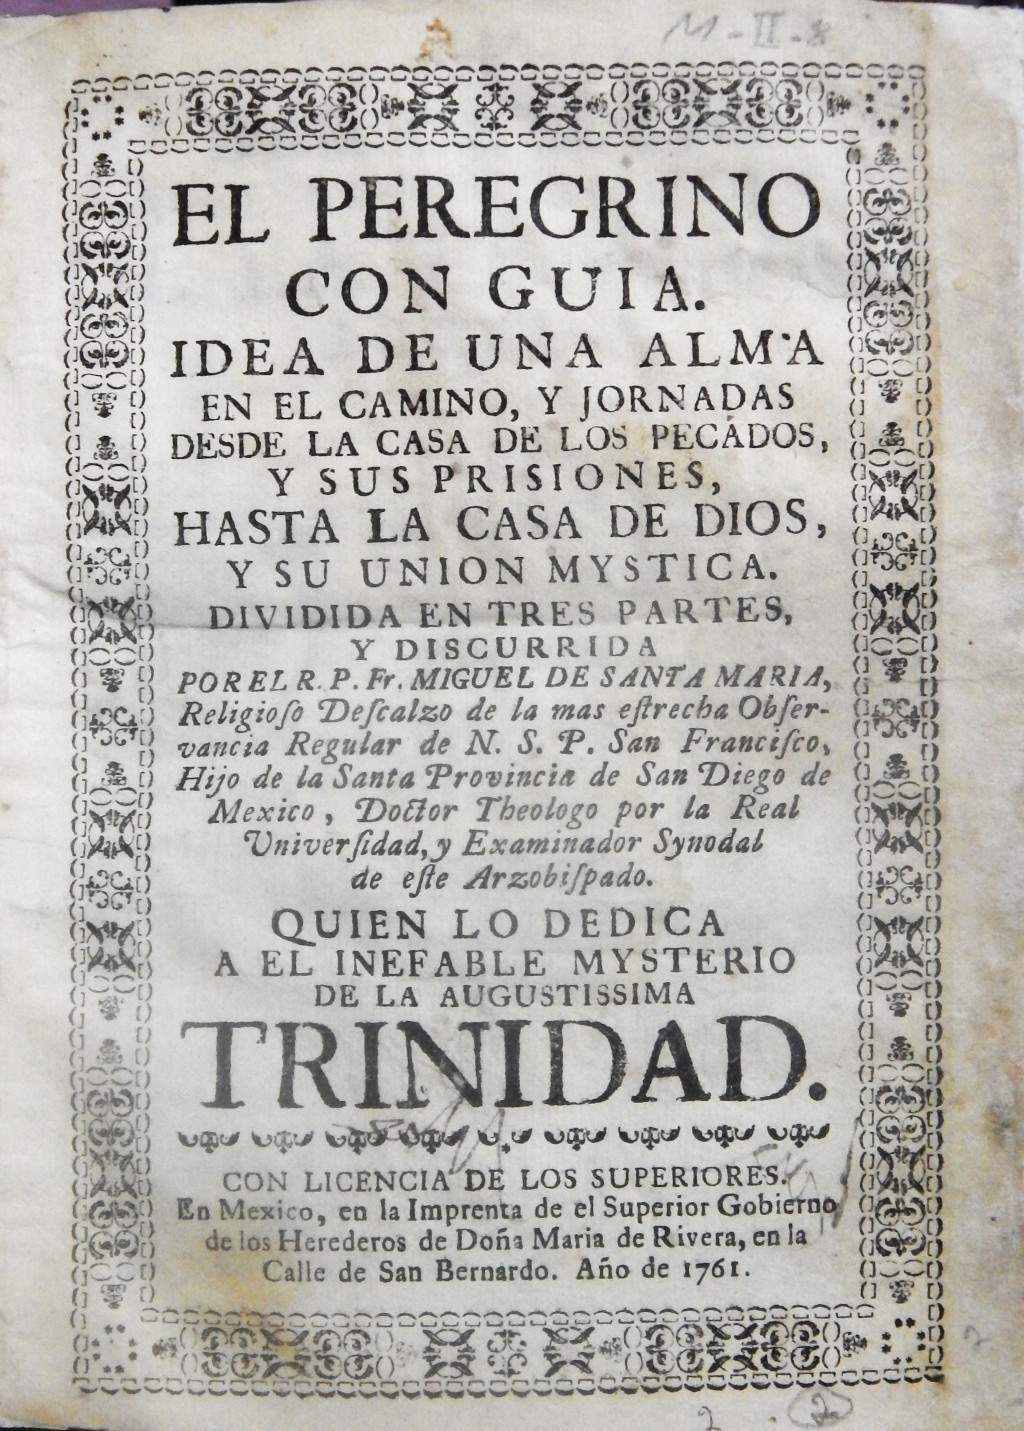 M-II-8
EL PEREGRINO
CON GUIA.
IDEA DE UNA ALMA
EN EL CAMINO, Y JORNADAS
DESDE LA CASA DE LOS PECADOS,
Y SUS PRISIONES,
HASTA LA CASA DE DIOS,
Y SU UNION MYSTICA.
DIVIDIDA EN TRES PARTES,
Y DISCURRIDA
POR EL R. P. Fr. MIGUEL DE SANTA MARIA,
Religioſo Deſcalzo de la mas eſtrecha Obſer-
vancia Regular de N. S. P. San Franciſco,
Hijo de la Santa Provincia de San Diego de
Mexico, Doctor Theologo por la Real
Univerſidad, y Examinador Synodal
de eſte Arzobiſpado.
QUIEN LO DEDICA
A EL INEFABLE MYSTERIO
DE LA AUGUSTISSIMA
TRINIDAD.
CON LICENCIA DE LOS SUPERIORES.
En Mexico, en la Imprenta de el Superior Gobierno
de los Herederos de Doña Maria de Rivera, en la
Calle de San Bernardo. Año de 1761.
2 2